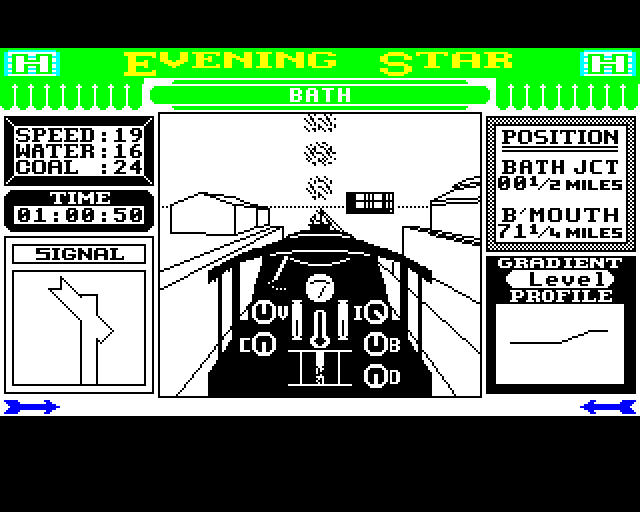 H EVENING STAR H
BATH
SPEED:19
WATER:16
COAL :24
TIME
01:00:50
SIGNAL
V I
C B
D
POSITION
BATH JCT
00 1/2 MILES
B'MOUTH
71 1/4 MILES
GRADIENT
Level
PROFILE